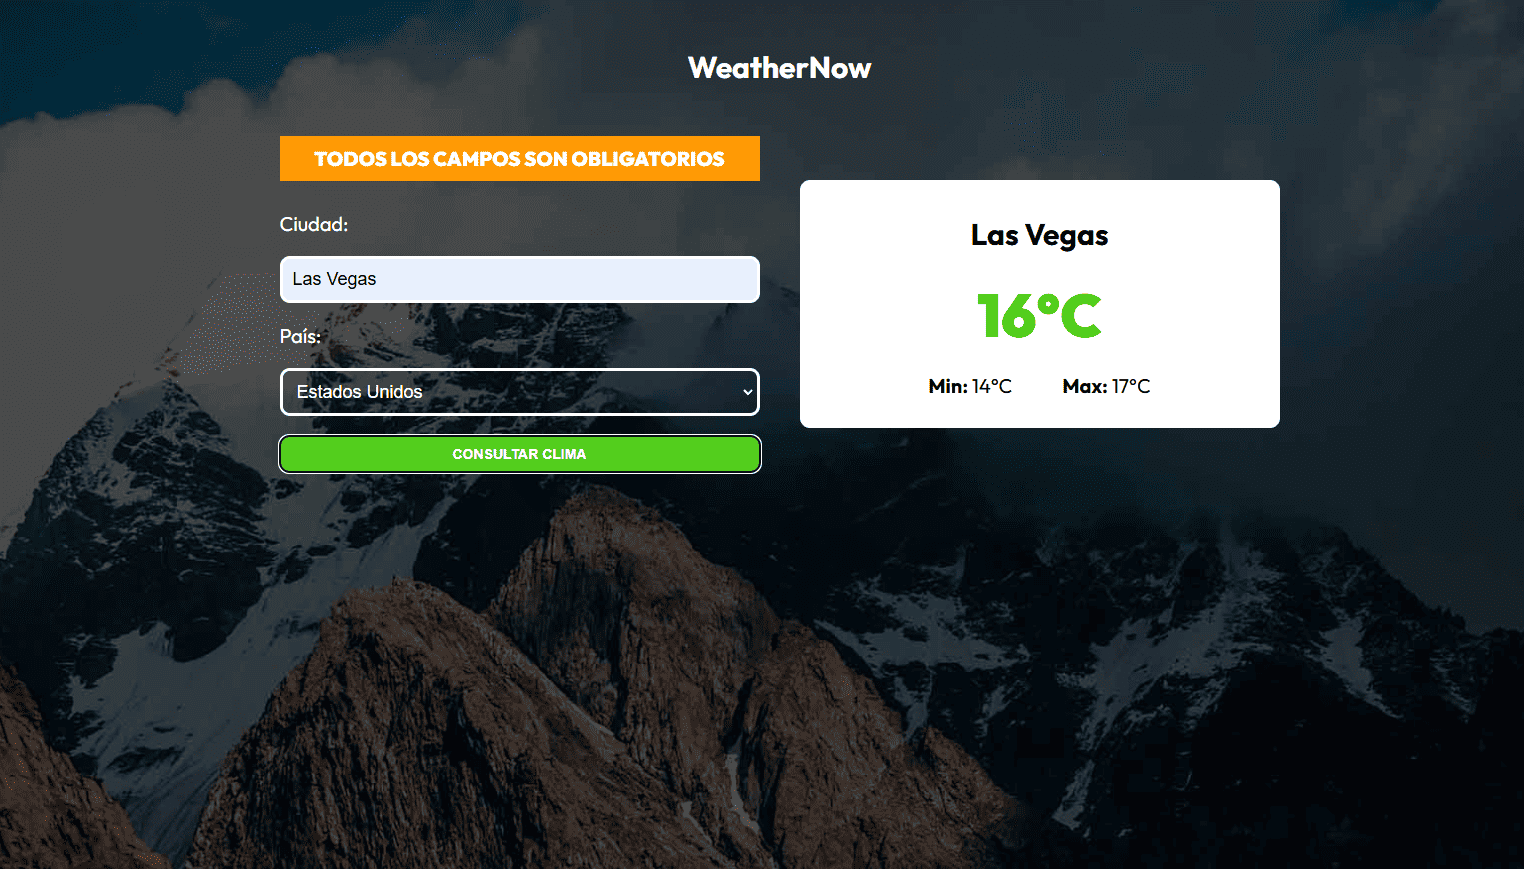 WeatherNow
TODOS LOS CAMPOS SON OBLIGATORIOS
Ciudad:
Las Vegas
País:
Estados Unidos
CONSULTAR CLIMA
Las Vegas
16°C
Min: 14°C Max: 17°C